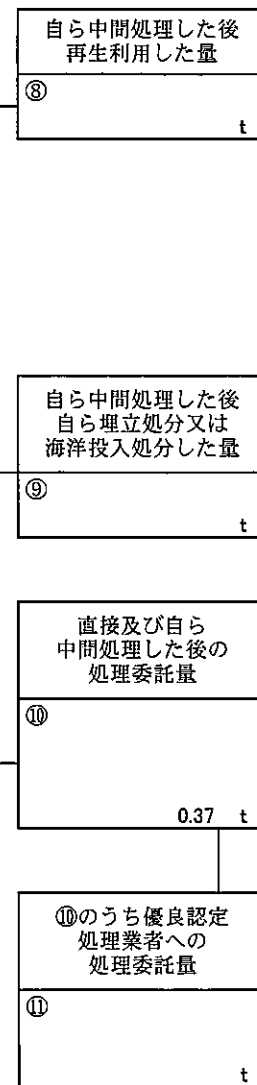 自ら中間処理した後
再生利用した量
⑧
t
自ら中間処理した後
自ら埋立処分又は
海洋投入処分した量
⑨
t
直接及び自ら
中間処理した後の
処理委託量
⑩
0.37 t
⑩のうち優良認定
処理業者への
処理委託量
⑪
t